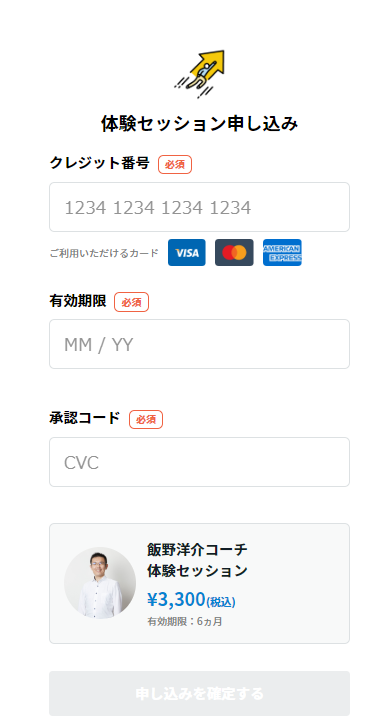 体験セッション申し込み
クレジット番号 必須
1234 1234 1234 1234
ご利用いただけるカード VISA AMERICAN EXPRESS
有効期限 必須
MM / YY
承認コード 必須
CVC
飯野洋介コーチ
体験セッション
¥3,300(税込)
有効期限：6ヵ月
申し込みを確定する